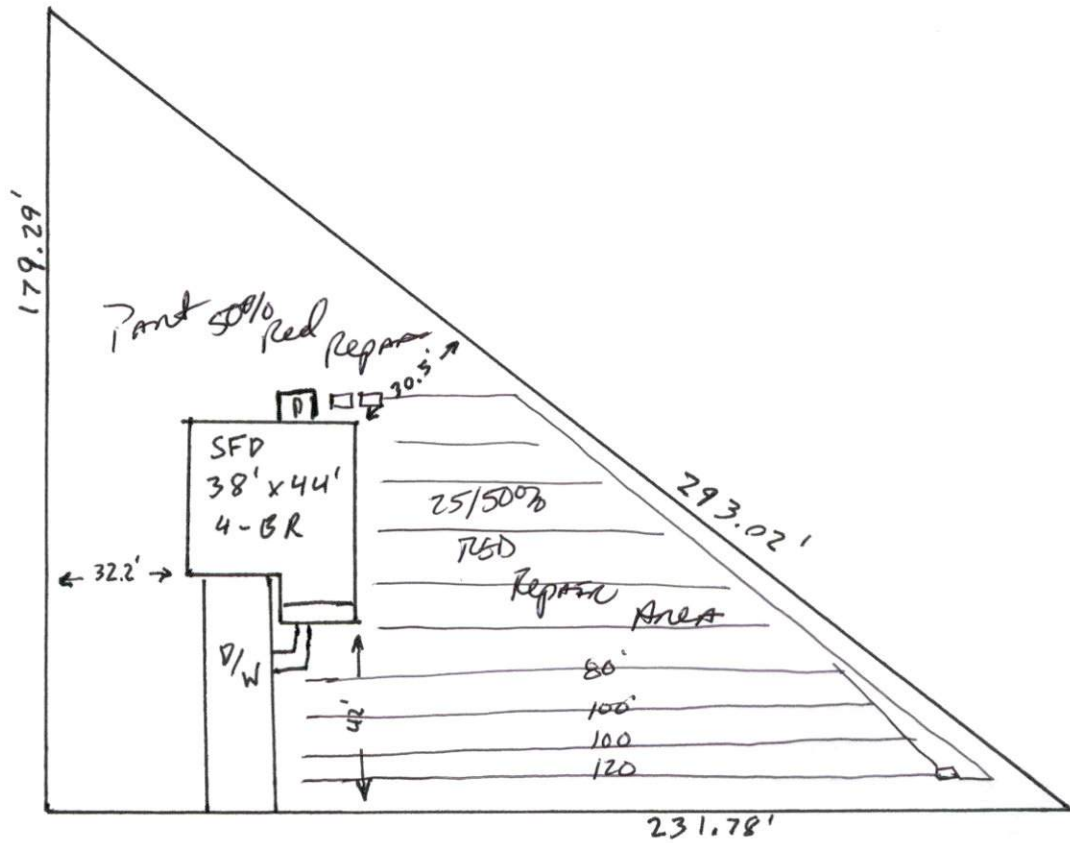 179.29'
Part 50% Red Repair
30.5'
D
SFD
38' x 44'
4-BR
25/50%
RED
Repair Area
293.02'
32.2'
D/W
42'
80'
100'
100
120
231.78'